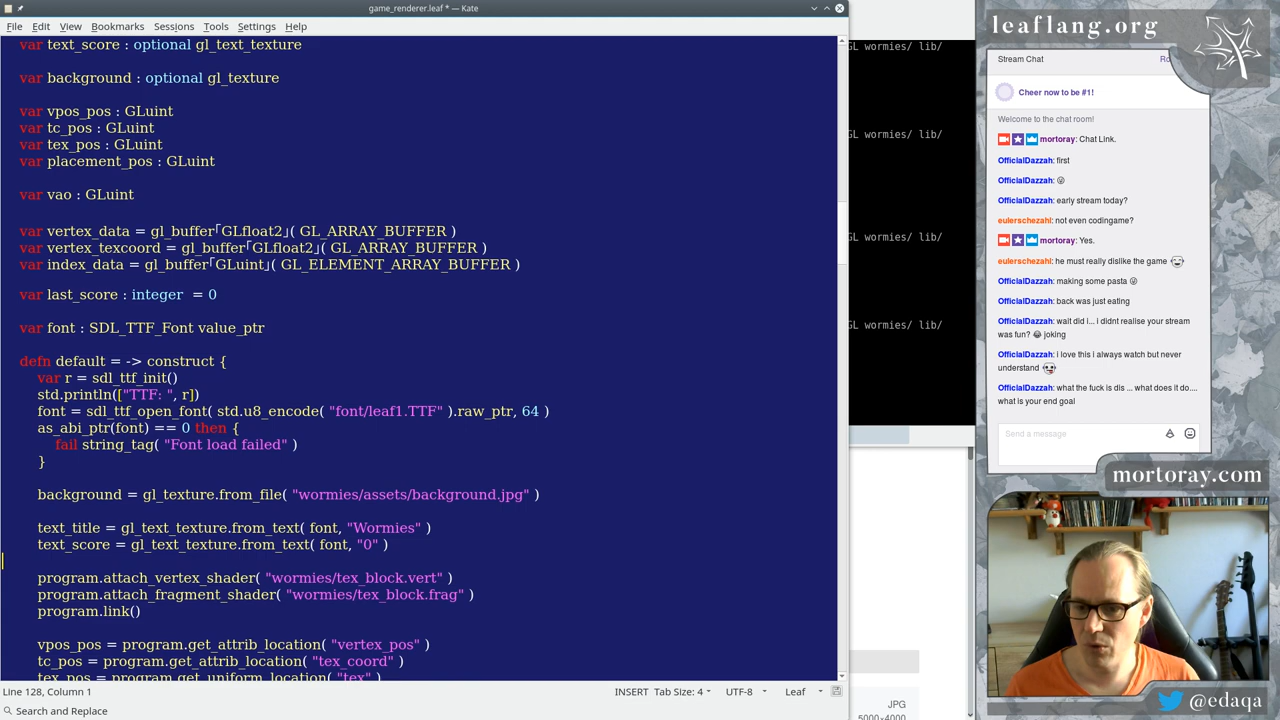 game_renderer.leaf * — Kate
File Edit View Bookmarks Sessions Tools Settings Help
var text_score : optional gl_text_texture
var background : optional gl_texture
var vpos_pos : GLuint
var tc_pos : GLuint
var tex_pos : GLuint
var placement_pos : GLuint
var vao : GLuint
var vertex_data = gl_buffer｢GLfloat2｣( GL_ARRAY_BUFFER )
var vertex_texcoord = gl_buffer｢GLfloat2｣( GL_ARRAY_BUFFER )
var index_data = gl_buffer｢GLuint｣( GL_ELEMENT_ARRAY_BUFFER )
var last_score : integer = 0
var font : SDL_TTF_Font value_ptr
defn default = -> construct {
var r = sdl_ttf_init()
std.println(["TTF: ", r])
font = sdl_ttf_open_font( std.u8_encode( "font/leaf1.TTF" ).raw_ptr, 64 )
as_abi_ptr(font) == 0 then {
fail string_tag( "Font load failed" )
}
background = gl_texture.from_file( "wormies/assets/background.jpg" )
text_title = gl_text_texture.from_text( font, "Wormies" )
text_score = gl_text_texture.from_text( font, "0" )
program.attach_vertex_shader( "wormies/tex_block.vert" )
program.attach_fragment_shader( "wormies/tex_block.frag" )
program.link()
vpos_pos = program.get_attrib_location( "vertex_pos" )
tc_pos = program.get_attrib_location( "tex_coord" )
tex_pos = program.get_uniform_location( "tex" )
Line 128, Column 1 INSERT Tab Size: 4 UTF-8 Leaf
Search and Replace
GL wormies/ lib/
GL wormies/ lib/
GL wormies/ lib/
GL wormies/ lib/
JPG
5000×4000
leaflang.org
Stream Chat Ro
Cheer now to be #1!
Welcome to the chat room!
mortoray: Chat Link.
OfficialDazzah: first
OfficialDazzah: 😜
OfficialDazzah: early stream today?
eulerschezahl: not even codingame?
mortoray: Yes.
eulerschezahl: he must really dislike the game
OfficialDazzah: making some pasta 😜
OfficialDazzah: back was just eating
OfficialDazzah: wait did i... i didnt realise your stream
was fun? 😂 joking
OfficialDazzah: i love this i always watch but never
understand
OfficialDazzah: what the fuck is dis ... what does it do....
what is your end goal
Send a message
mortoray.com
@edaqa